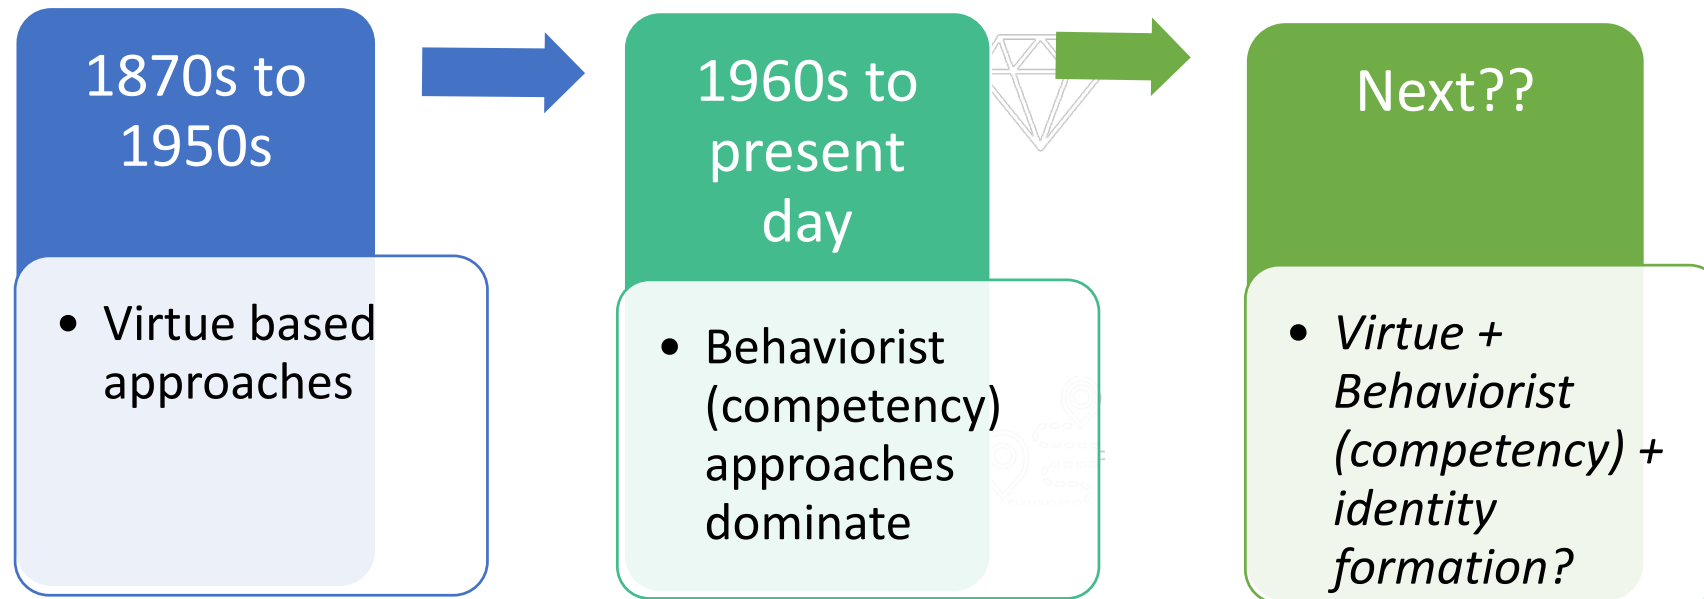 1870s to
1950s
• Virtue based
approaches
1960s to
present
day
• Behaviorist
(competency)
approaches
dominate
Next??
• Virtue +
Behaviorist
(competency) +
identity
formation?